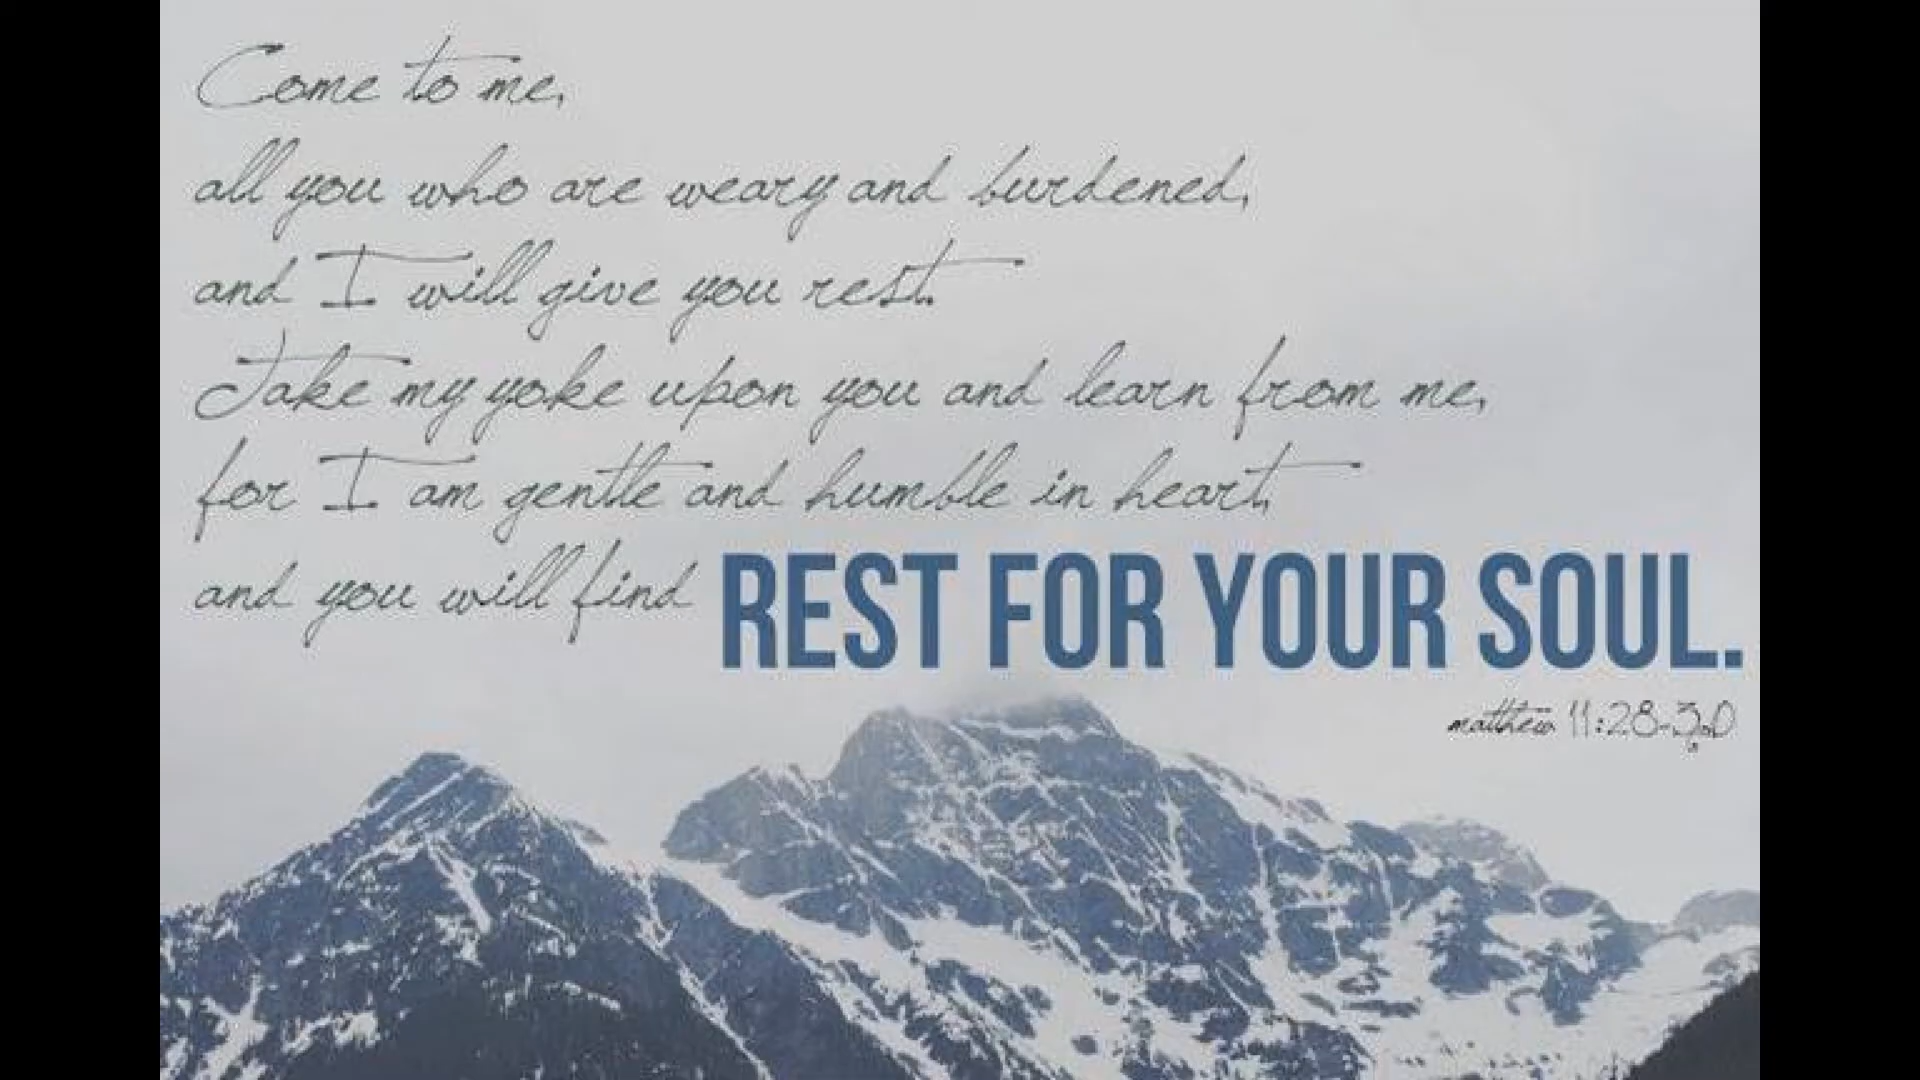 Come to me,
all you who are weary and burdened,
and I will give you rest.
Take my yoke upon you and learn from me,
for I am gentle and humble in heart,
and you will find REST FOR YOUR SOUL.
matthew 11:28-30